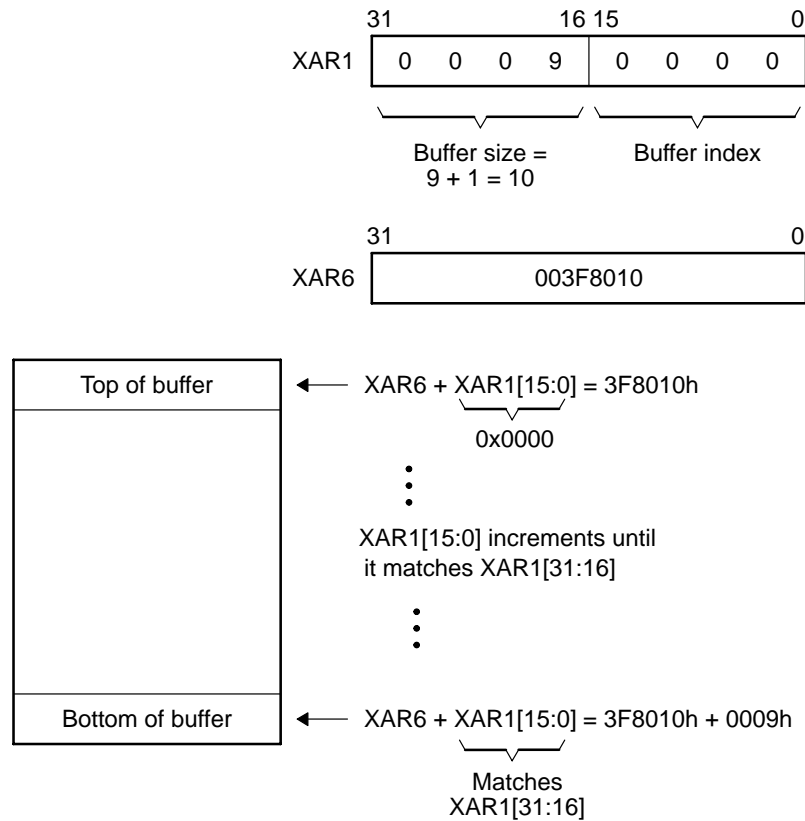 31 16 15 0
XAR1 0 0 0 9 0 0 0 0
Buffer size = Buffer index
9 + 1 = 10
31 0
XAR6 003F8010
Top of buffer XAR6 + XAR1[15:0] = 3F8010h
0x0000
XAR1[15:0] increments until
it matches XAR1[31:16]
Bottom of buffer XAR6 + XAR1[15:0] = 3F8010h + 0009h
Matches
XAR1[31:16]